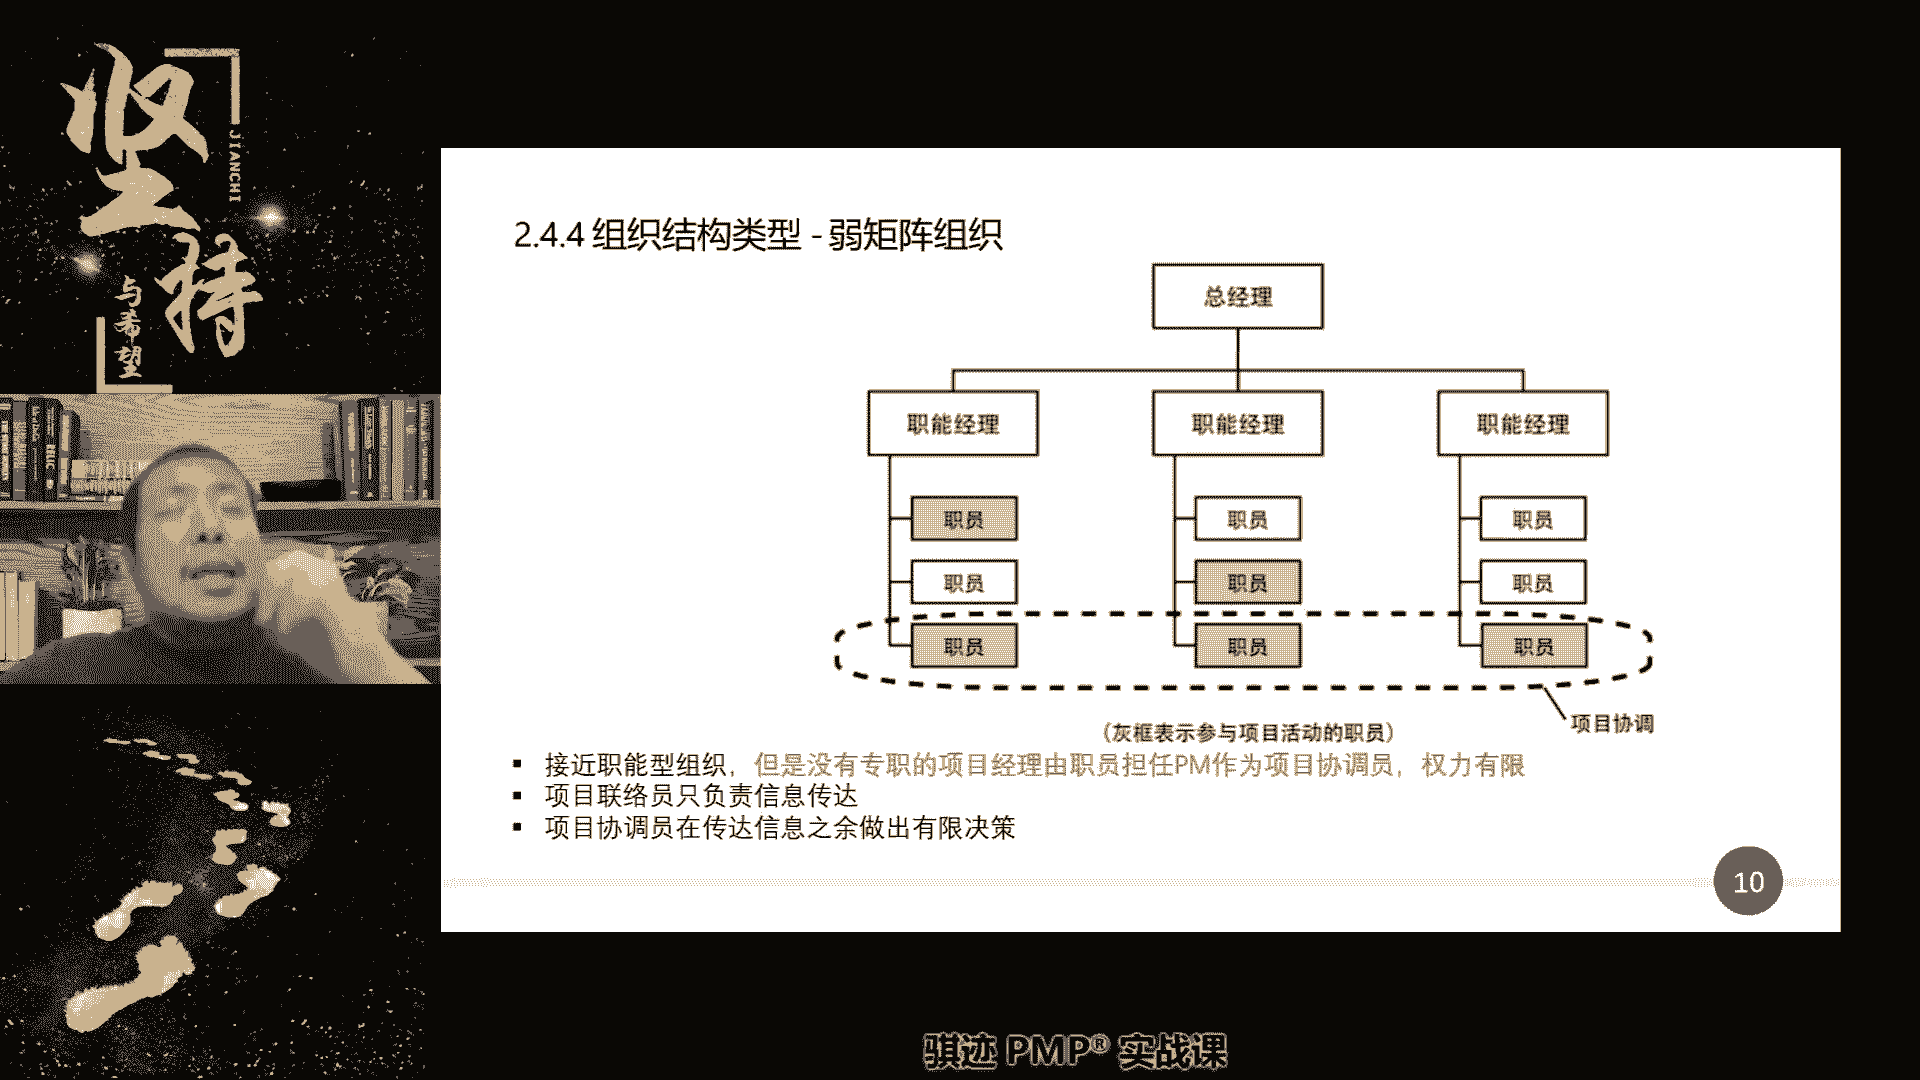 坚持
JIANCHI
与希望
2.4.4 组织结构类型 - 弱矩阵组织
总经理
职能经理 职能经理 职能经理
职员 职员 职员
职员 职员 职员
职员 职员 职员
项目协调
（灰框表示参与项目活动的职员）
▪ 接近职能型组织，但是没有专职的项目经理由职员担任PM作为项目协调员，权力有限
▪ 项目联络员只负责信息传达
▪ 项目协调员在传达信息之余做出有限决策
10
骐迹 PMP® 实战课